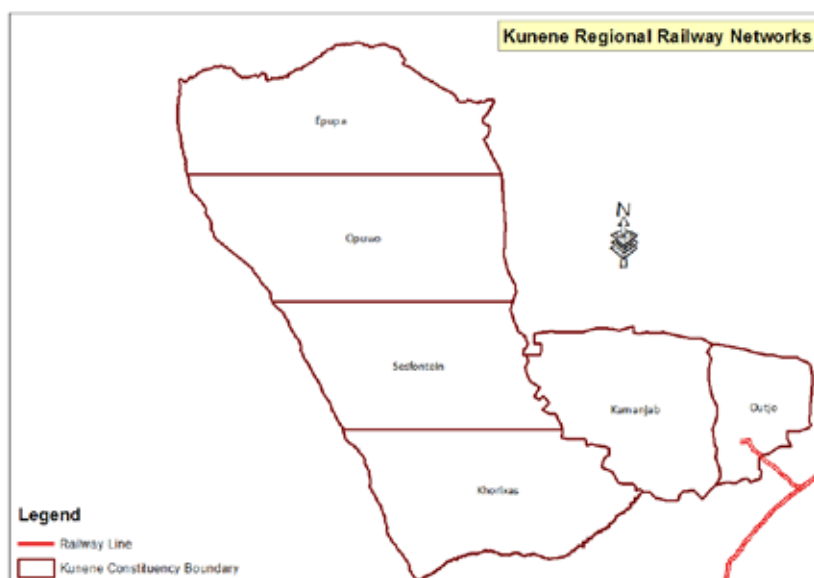 Kunene Regional Railway Networks
Epupa
N
Opuwo
Sesfontein
Kamanjab
Outjo
Khorixas
Legend
Railway Line
Kunene Constituency Boundary